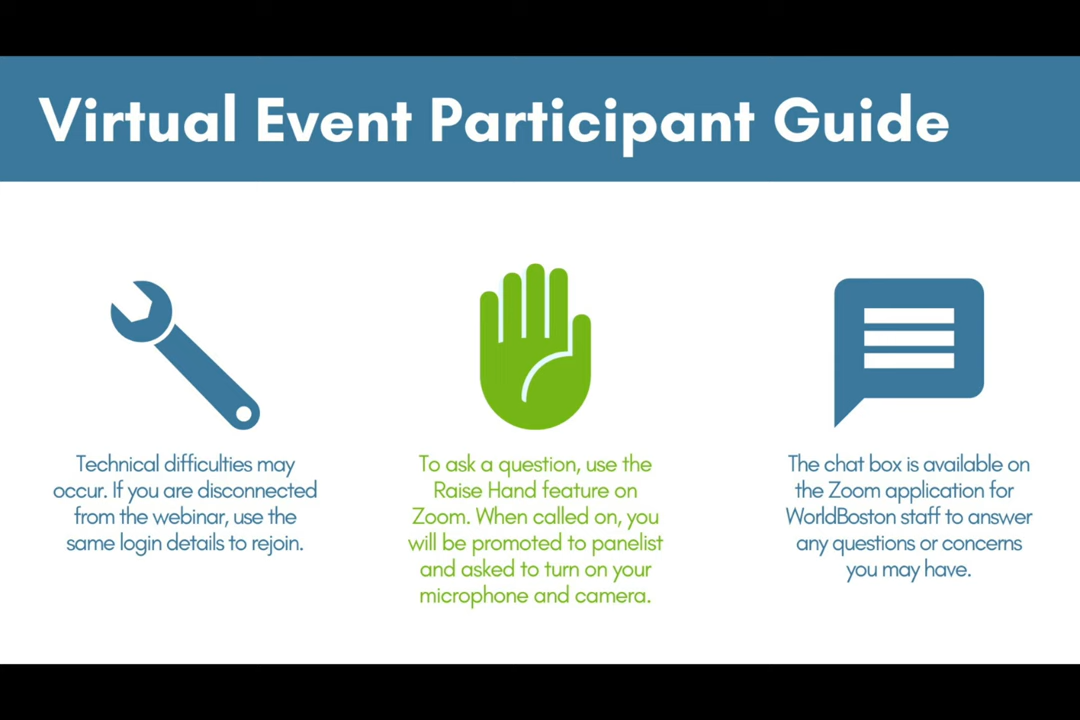 Virtual Event Participant Guide
Technical difficulties may
occur. If you are disconnected
from the webinar, use the
same login details to rejoin.
To ask a question, use the
Raise Hand feature on
Zoom. When called on, you
will be promoted to panelist
and asked to turn on your
microphone and camera.
The chat box is available on
the Zoom application for
WorldBoston staff to answer
any questions or concerns
you may have.